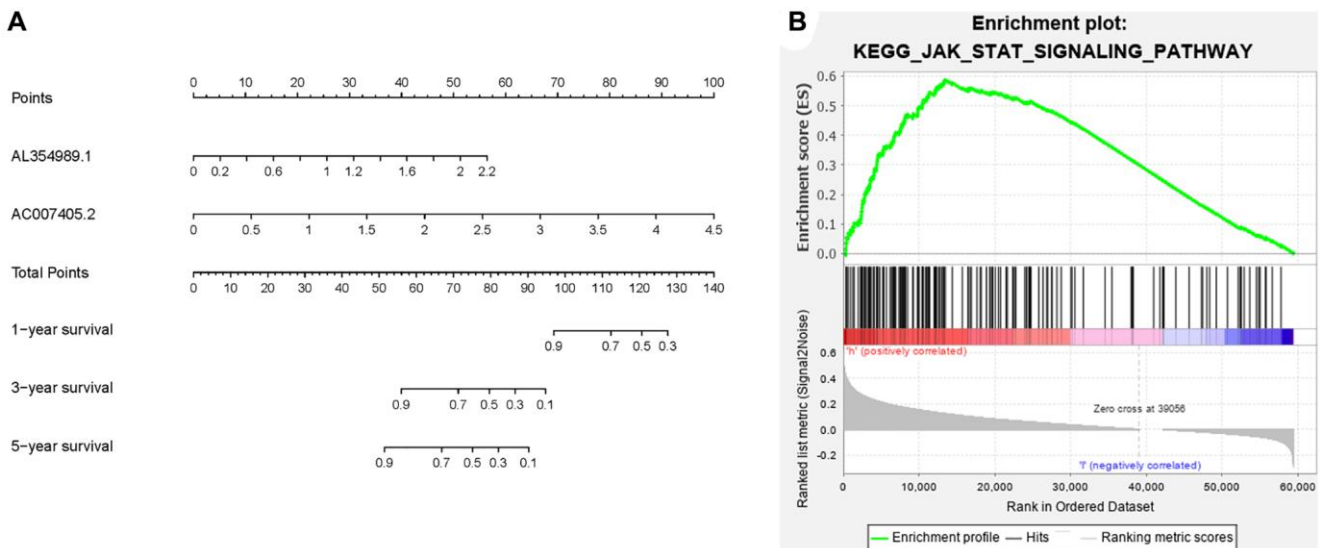 A
Points
0 10 20 30 40 50 60 70 80 90 100
AL354989.1
0 0.2 0.6 1 1.2 1.6 2 2.2
AC007405.2
0 0.5 1 1.5 2 2.5 3 3.5 4 4.5
Total Points
0 10 20 30 40 50 60 70 80 90 100 110 120 130 140
1−year survival
0.9 0.7 0.5 0.3
3−year survival
0.9 0.7 0.5 0.3 0.1
5−year survival
0.9 0.7 0.5 0.3 0.1
B
Enrichment plot:
KEGG_JAK_STAT_SIGNALING_PATHWAY
Enrichment score (ES)
0.6
0.5
0.4
0.3
0.2
0.1
0.0
'h' (positively correlated)
Ranked list metric (Signal2Noise)
0.6
0.4
0.2
0.0
-0.2
Zero cross at 39056
'l' (negatively correlated)
0 10,000 20,000 30,000 40,000 50,000 60,000
Rank in Ordered Dataset
Enrichment profile Hits Ranking metric scores